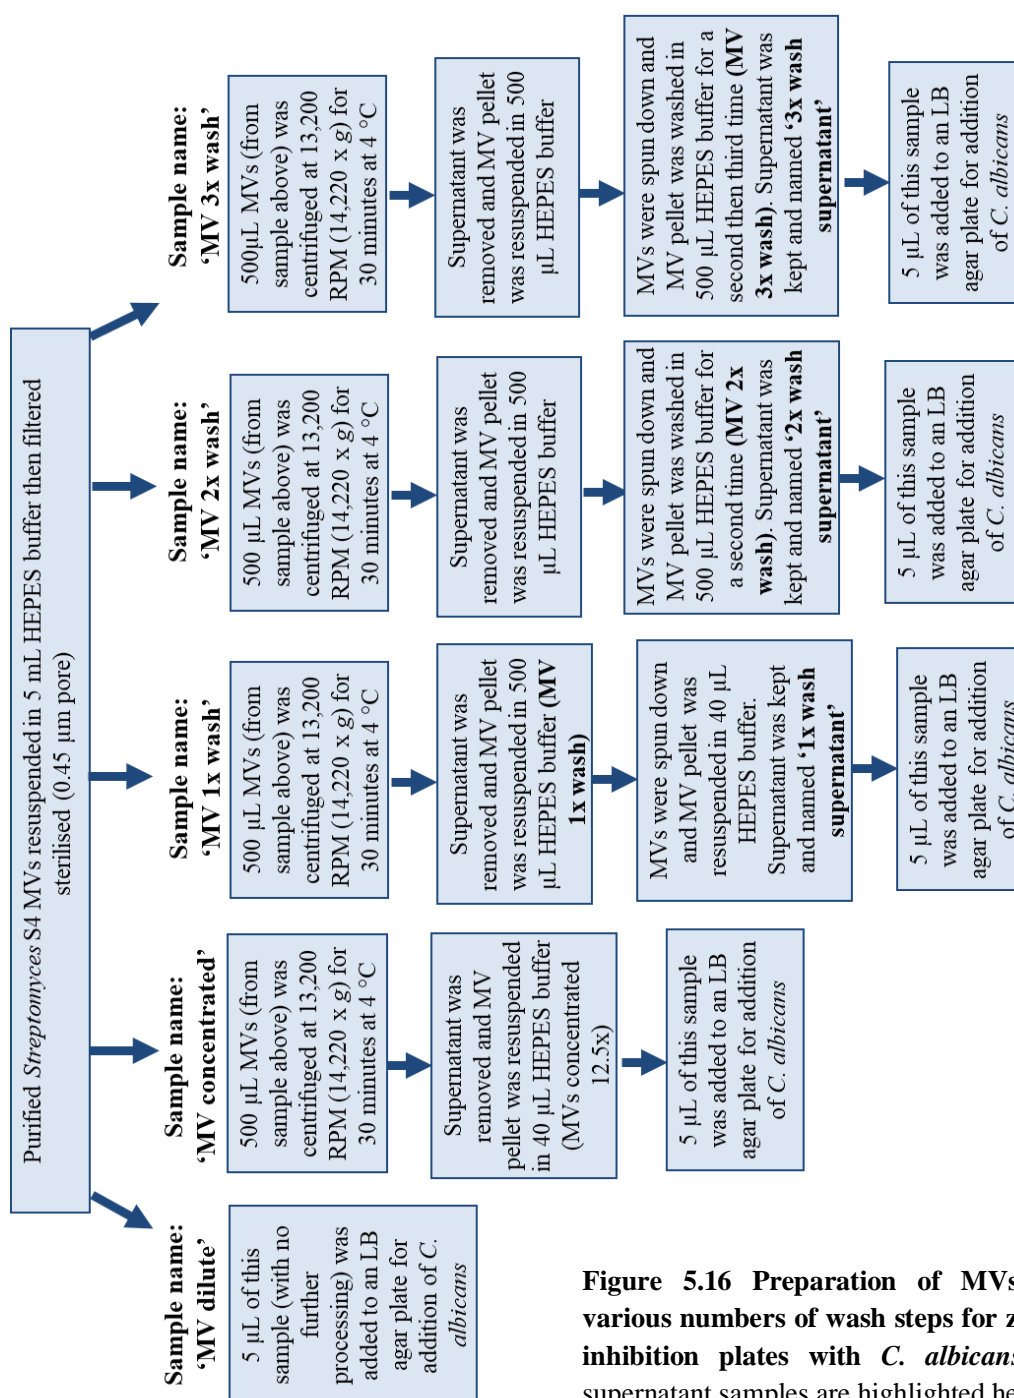 Purified Streptomyces S4 MVs resuspended in 5 mL HEPES buffer then filtered
sterilised (0.45 µm pore)
Sample name:
‘MV dilute’
5 µL of this
sample (with no
further
processing) was
added to an LB
agar plate for
addition of C.
albicans
Sample name:
‘MV concentrated’
500 µL MVs (from
sample above) was
centrifuged at 13,200
RPM (14,220 x g) for
30 minutes at 4 °C
Supernatant was
removed and MV
pellet was resuspended
in 40 µL HEPES buffer
(MVs concentrated
12.5x)
5 µL of this sample
was added to an LB
agar plate for addition
of C. albicans
Sample name:
‘MV 1x wash’
500 µL MVs (from
sample above) was
centrifuged at 13,200
RPM (14,220 x g) for
30 minutes at 4 °C
Supernatant was
removed and MV pellet
was resuspended in 500
µL HEPES buffer (MV
1x wash)
MVs were spun down
and MV pellet was
resuspended in 40 µL
HEPES buffer.
Supernatant was kept
and named ‘1x wash
supernatant’
5 µL of this sample
was added to an LB
agar plate for addition
of C. albicans
Sample name:
‘MV 2x wash’
500 µL MVs (from
sample above) was
centrifuged at 13,200
RPM (14,220 x g) for
30 minutes at 4 °C
Supernatant was
removed and MV pellet
was resuspended in 500
µL HEPES buffer
MVs were spun down and
MV pellet was washed in
500 µL HEPES buffer for
a second time (MV 2x
wash). Supernatant was
kept and named ‘2x wash
supernatant’
5 µL of this sample
was added to an LB
agar plate for addition
of C. albicans
Sample name:
‘MV 3x wash’
500µL MVs (from
sample above) was
centrifuged at 13,200
RPM (14,220 x g) for
30 minutes at 4 °C
Supernatant was
removed and MV pellet
was resuspended in 500
µL HEPES buffer
MVs were spun down and
MV pellet was washed in
500 µL HEPES buffer for a
second then third time (MV
3x wash). Supernatant was
kept and named ‘3x wash
supernatant’
5 µL of this sample
was added to an LB
agar plate for addition
of C. albicans
Figure 5.16 Preparation of MVs
various numbers of wash steps for
inhibition plates with C. albicans
supernatant samples are highlighted